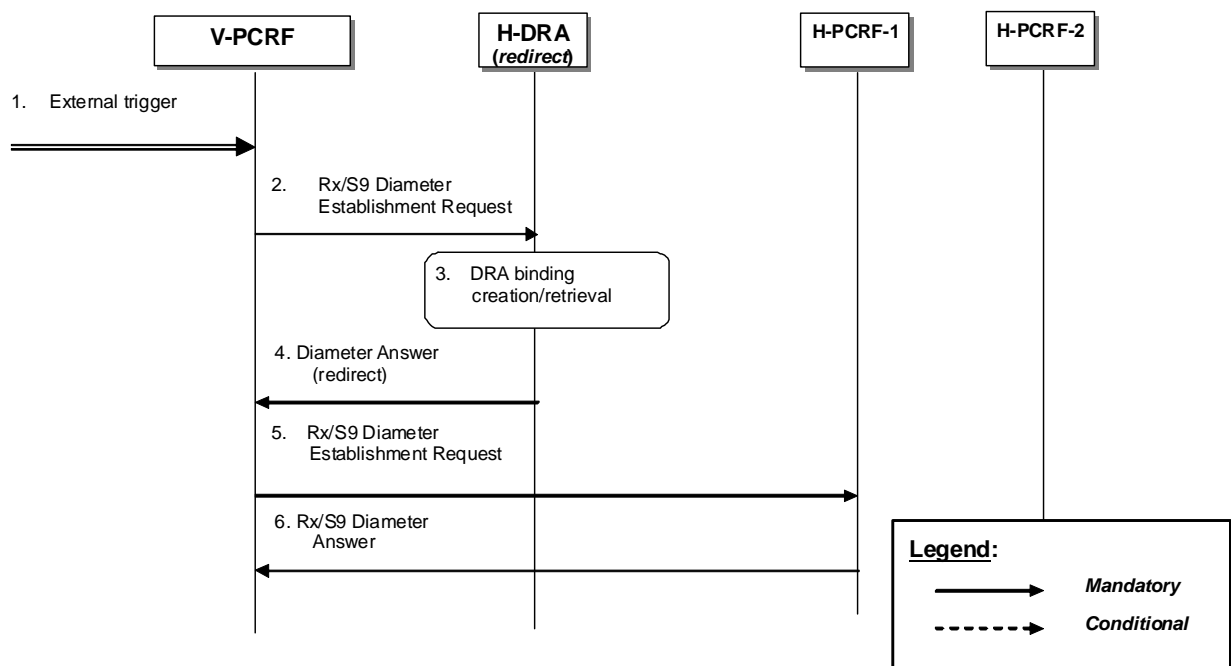 V-PCRF
H-DRA
(redirect)
H-PCRF-1
H-PCRF-2
1. External trigger
2. Rx/S9 Diameter
Establishment Request
3. DRA binding
creation/retrieval
4. Diameter Answer
(redirect)
5. Rx/S9 Diameter
Establishment Request
6. Rx/S9 Diameter
Answer
Legend:
Mandatory
Conditional